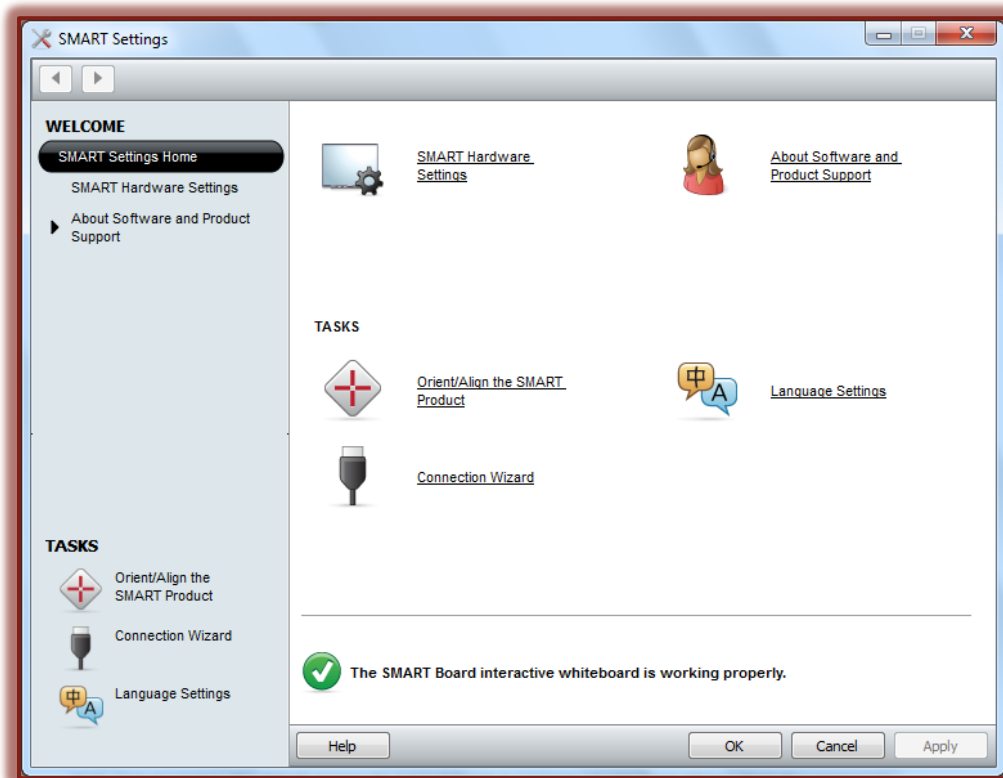 SMART Settings
WELCOME
SMART Settings Home
SMART Hardware Settings
About Software and Product
Support
TASKS
Orient/Align the
SMART Product
Connection Wizard
中 A
Language Settings
SMART Hardware
Settings
About Software and
Product Support
TASKS
Orient/Align the SMART
Product
中 A
Language Settings
Connection Wizard
The SMART Board interactive whiteboard is working properly.
Help
OK
Cancel
Apply